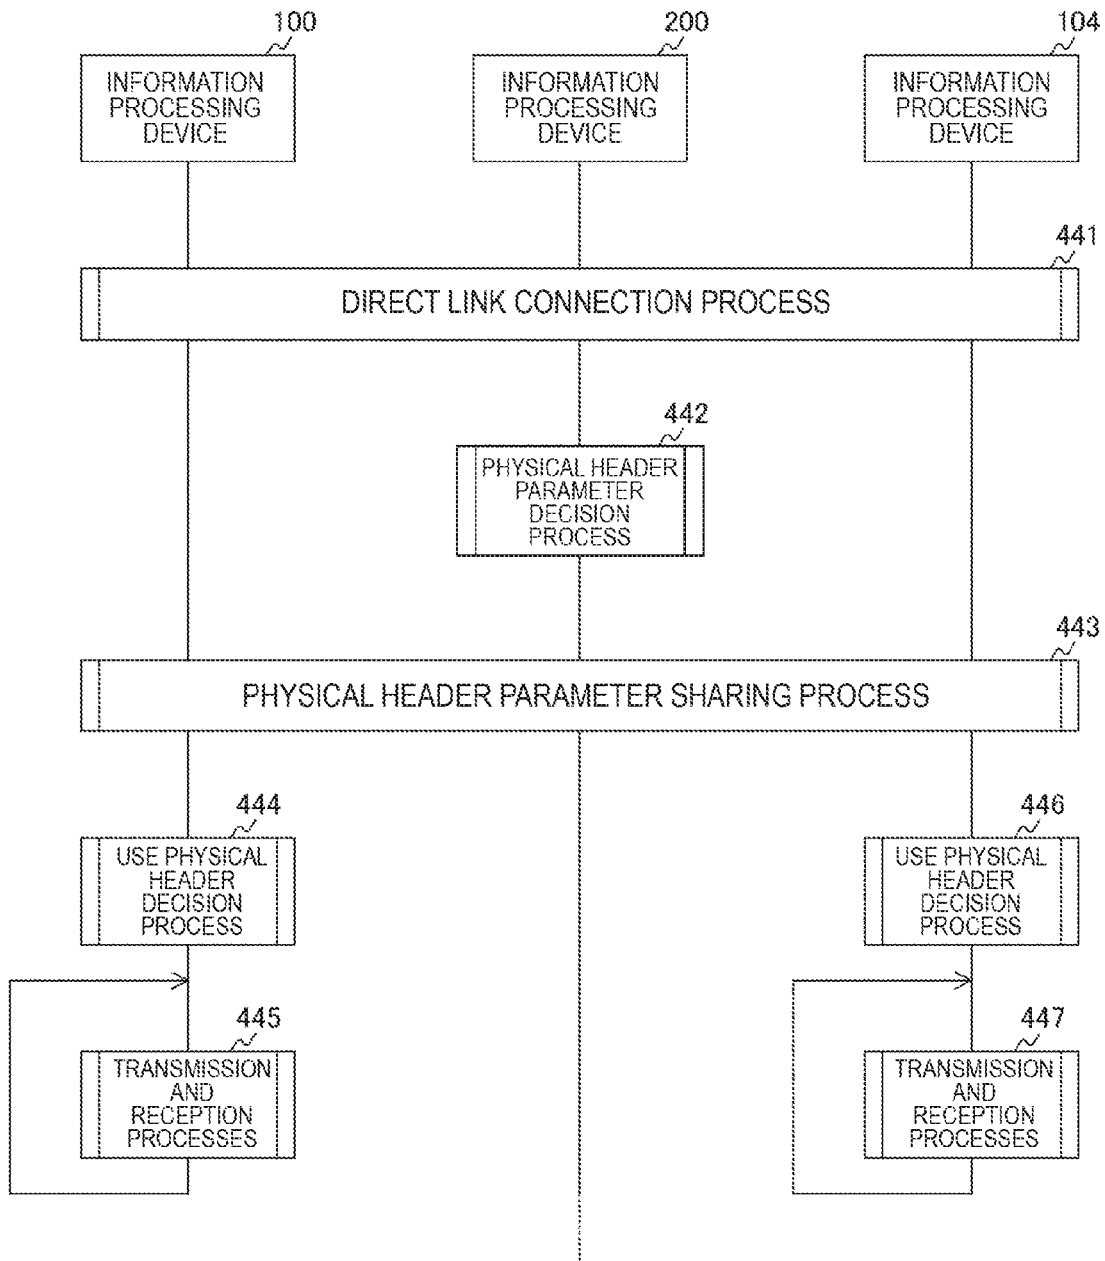 100
200
104
INFORMATION
PROCESSING
DEVICE
INFORMATION
PROCESSING
DEVICE
INFORMATION
PROCESSING
DEVICE
441
DIRECT LINK CONNECTION PROCESS
442
PHYSICAL HEADER
PARAMETER
DECISION
PROCESS
443
PHYSICAL HEADER PARAMETER SHARING PROCESS
444
USE PHYSICAL
HEADER
DECISION
PROCESS
446
USE PHYSICAL
HEADER
DECISION
PROCESS
445
TRANSMISSION
AND
RECEPTION
PROCESSES
447
TRANSMISSION
AND
RECEPTION
PROCESSES